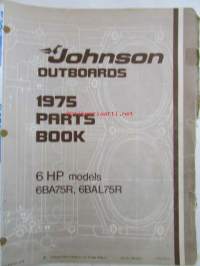 Johnson
OUTBOARDS
1975
PARTS
BOOK
6 HP models
6BA75R, 6BAL75R